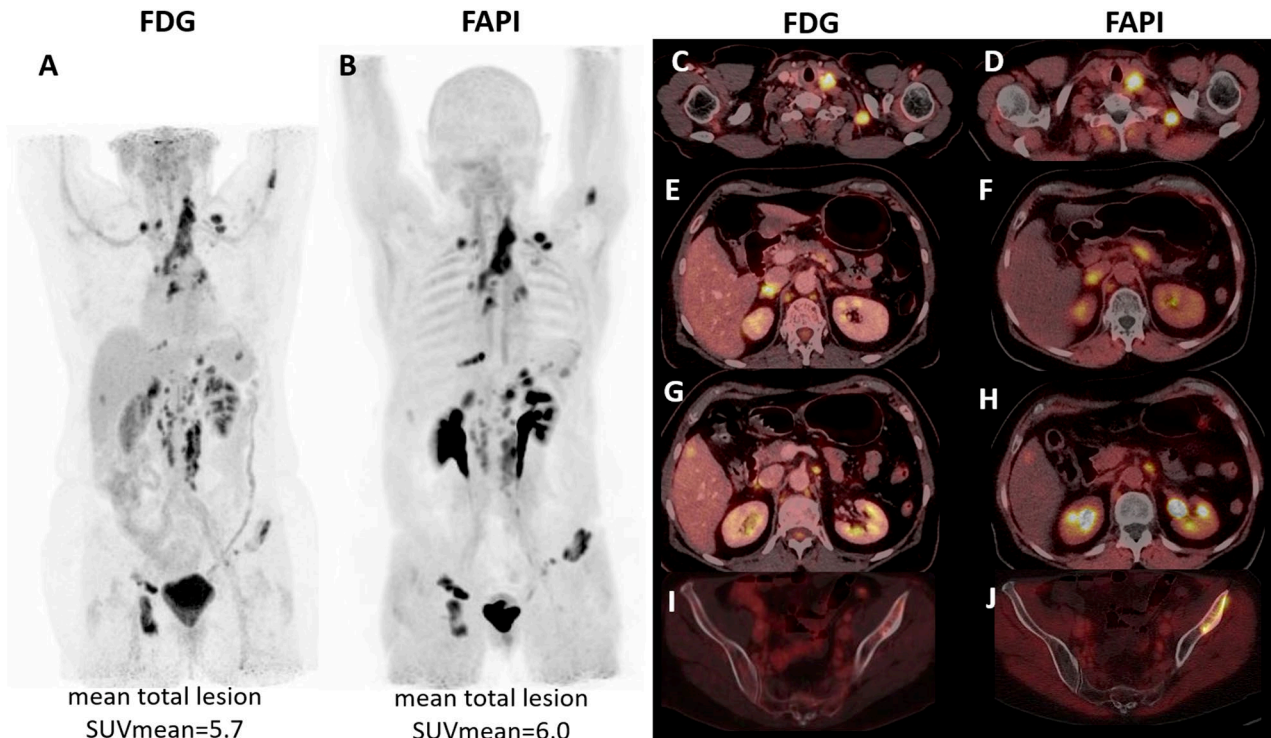 FDG
FAPI
FDG
FAPI
A
B
C
D
E
F
G
H
I
J
mean total lesion
SUVmean=5.7
mean total lesion
SUVmean=6.0